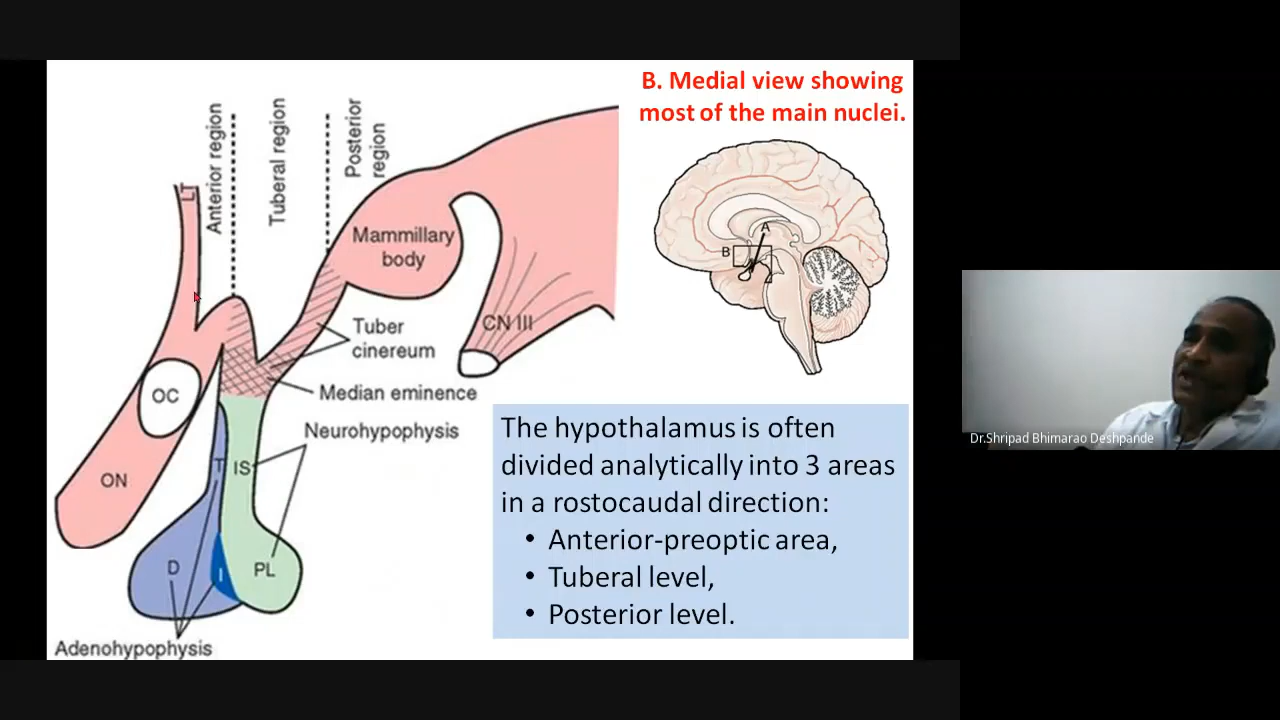 B. Medial view showing
most of the main nuclei.
LT
Anterior region
Tuberal region
Posterior
region
A
B
Mammillary
body
CN III
Tuber
cinereum
OC
Median eminence
Neurohypophysis
T
IS
ON
D
I
PL
Adenohypophysis
The hypothalamus is often
divided analytically into 3 areas
in a rostocaudal direction:
• Anterior-preoptic area,
• Tuberal level,
• Posterior level.
Dr.Shripad Bhimarao Deshpande